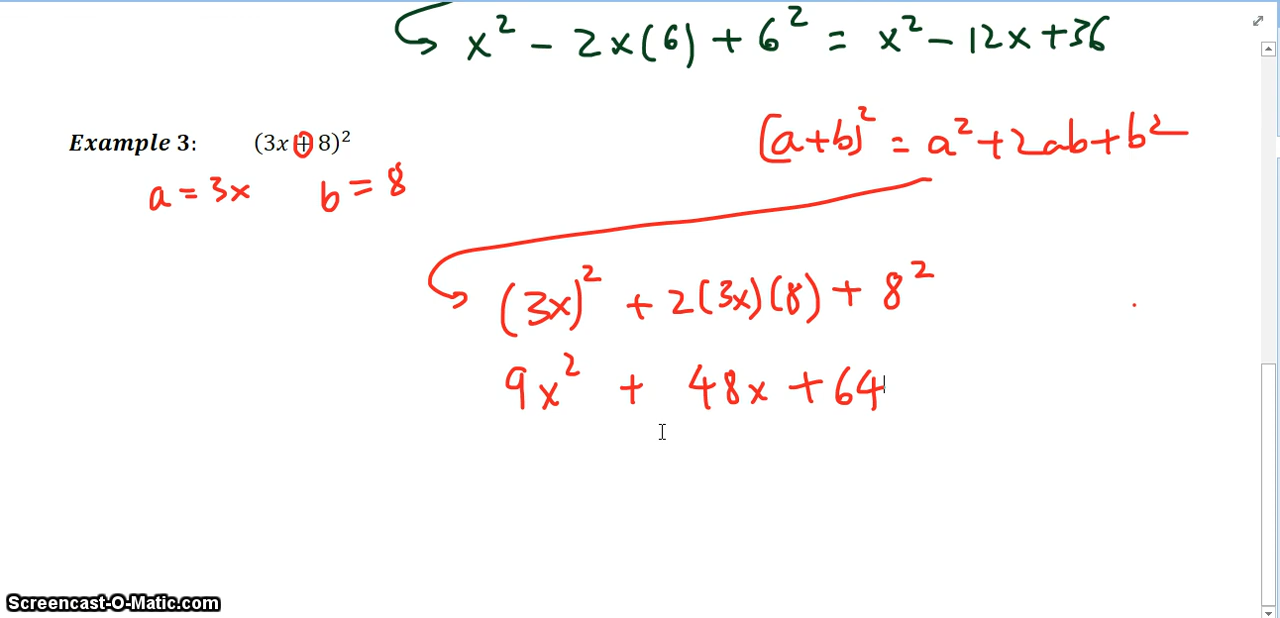 x² - 2x(6) + 6² = x² - 12x + 36
Example 3: (3x + 8)²
(a+b)² = a² + 2ab + b²
a = 3x b = 8
(3x)² + 2(3x)(8) + 8²
9x² + 48x + 64
Screencast-O-Matic.com